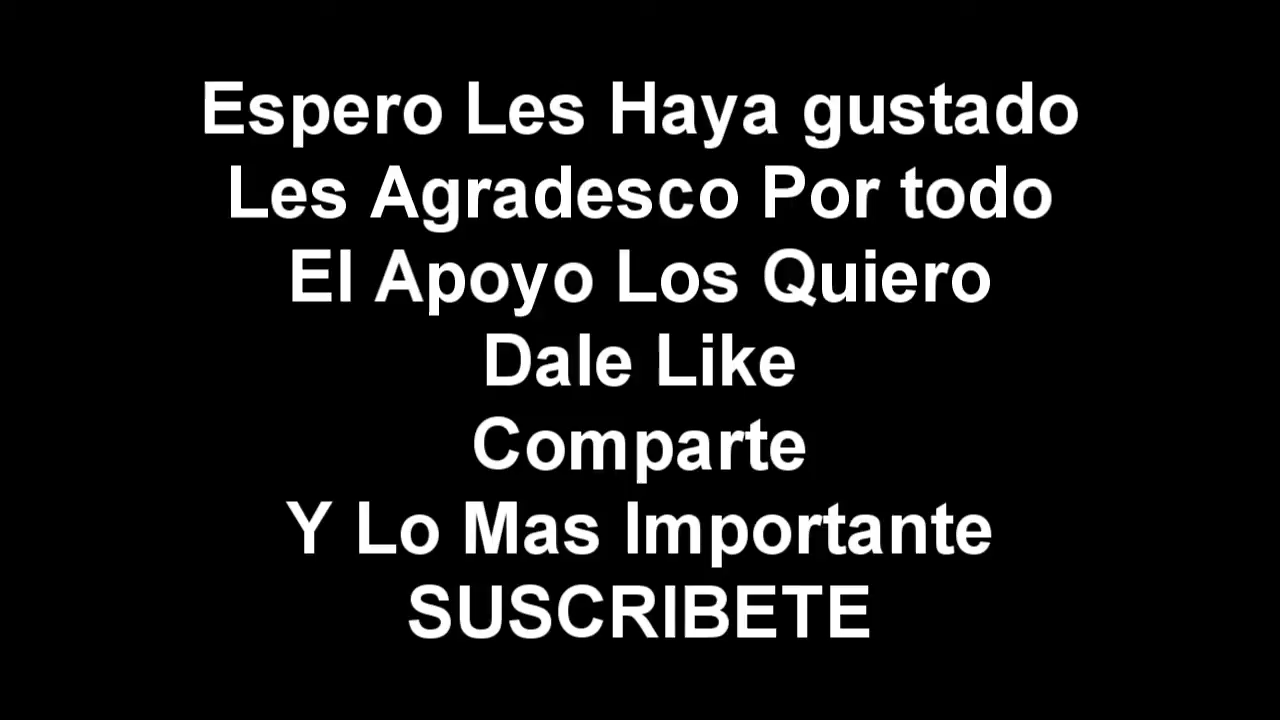 Espero Les Haya gustado
Les Agradesco Por todo
El Apoyo Los Quiero
Dale Like
Comparte
Y Lo Mas Importante
SUSCRIBETE